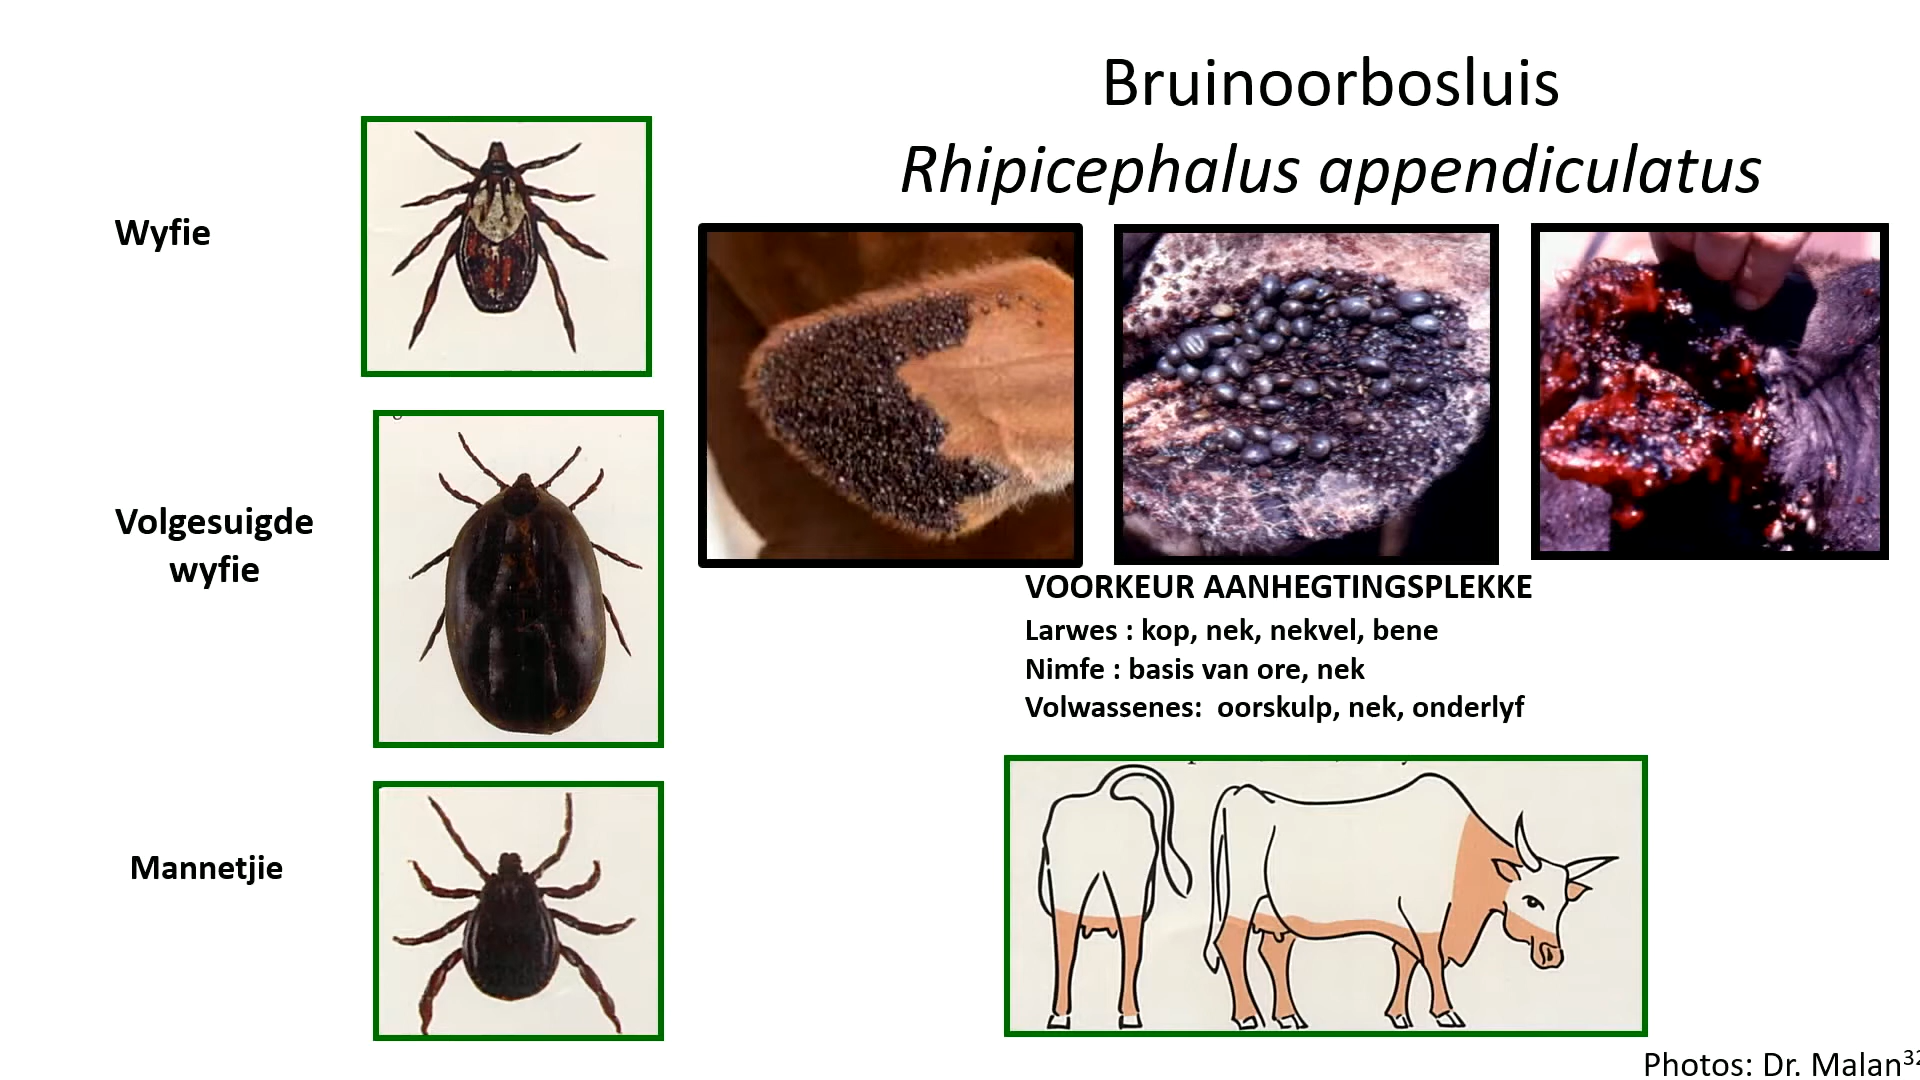 Bruinoorbosluis
Rhipicephalus appendiculatus
Wyfie
Volgesuigde
wyfie
Mannetjie
VOORKEUR AANHEGTINGSPLEKKE
Larwes : kop, nek, nekvel, bene
Nimfe : basis van ore, nek
Volwassenes: oorskulp, nek, onderlyf
Photos: Dr. Malan32